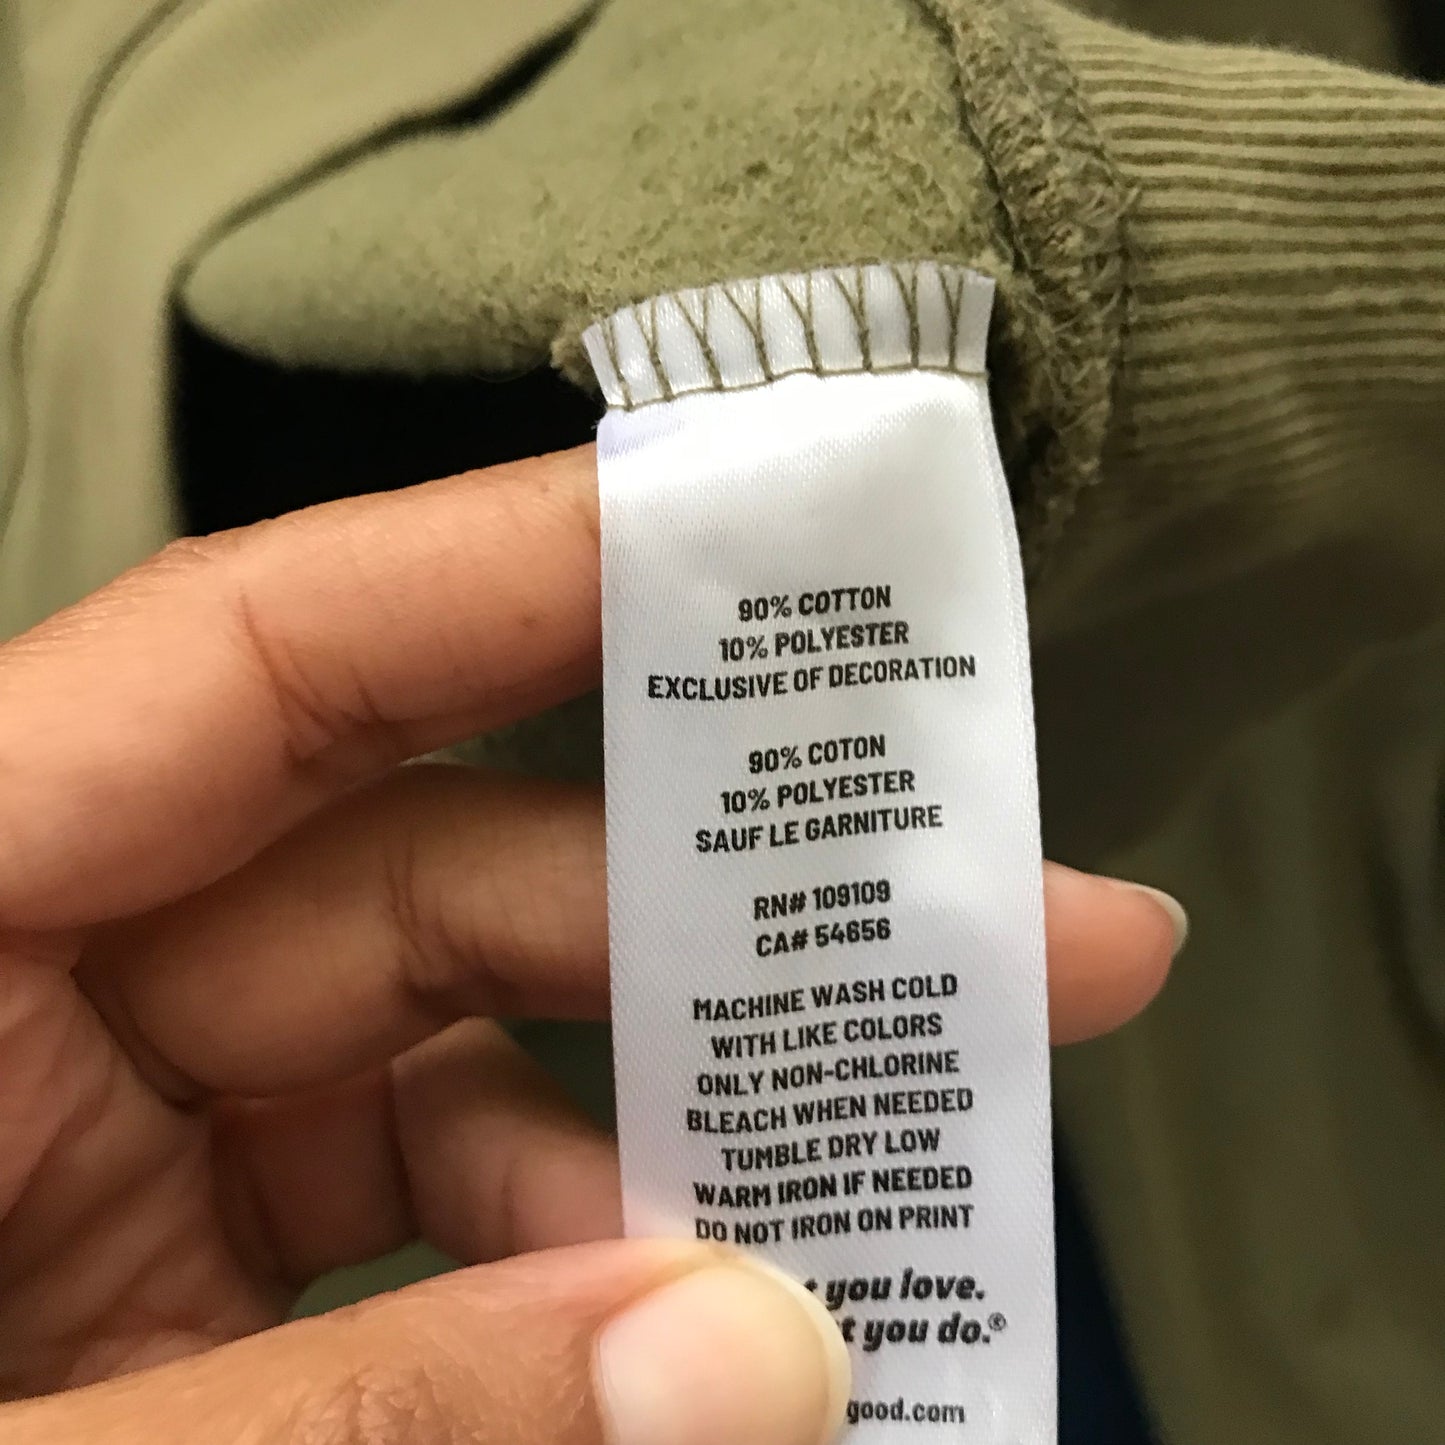 90% COTTON
10% POLYESTER
EXCLUSIVE OF DECORATION
90% COTON
10% POLYESTER
SAUF LE GARNITURE
RN# 109109
CA# 54656
MACHINE WASH COLD
WITH LIKE COLORS
ONLY NON-CHLORINE
BLEACH WHEN NEEDED
TUMBLE DRY LOW
WARM IRON IF NEEDED
DO NOT IRON ON PRINT
you love.
you do.®
good.com